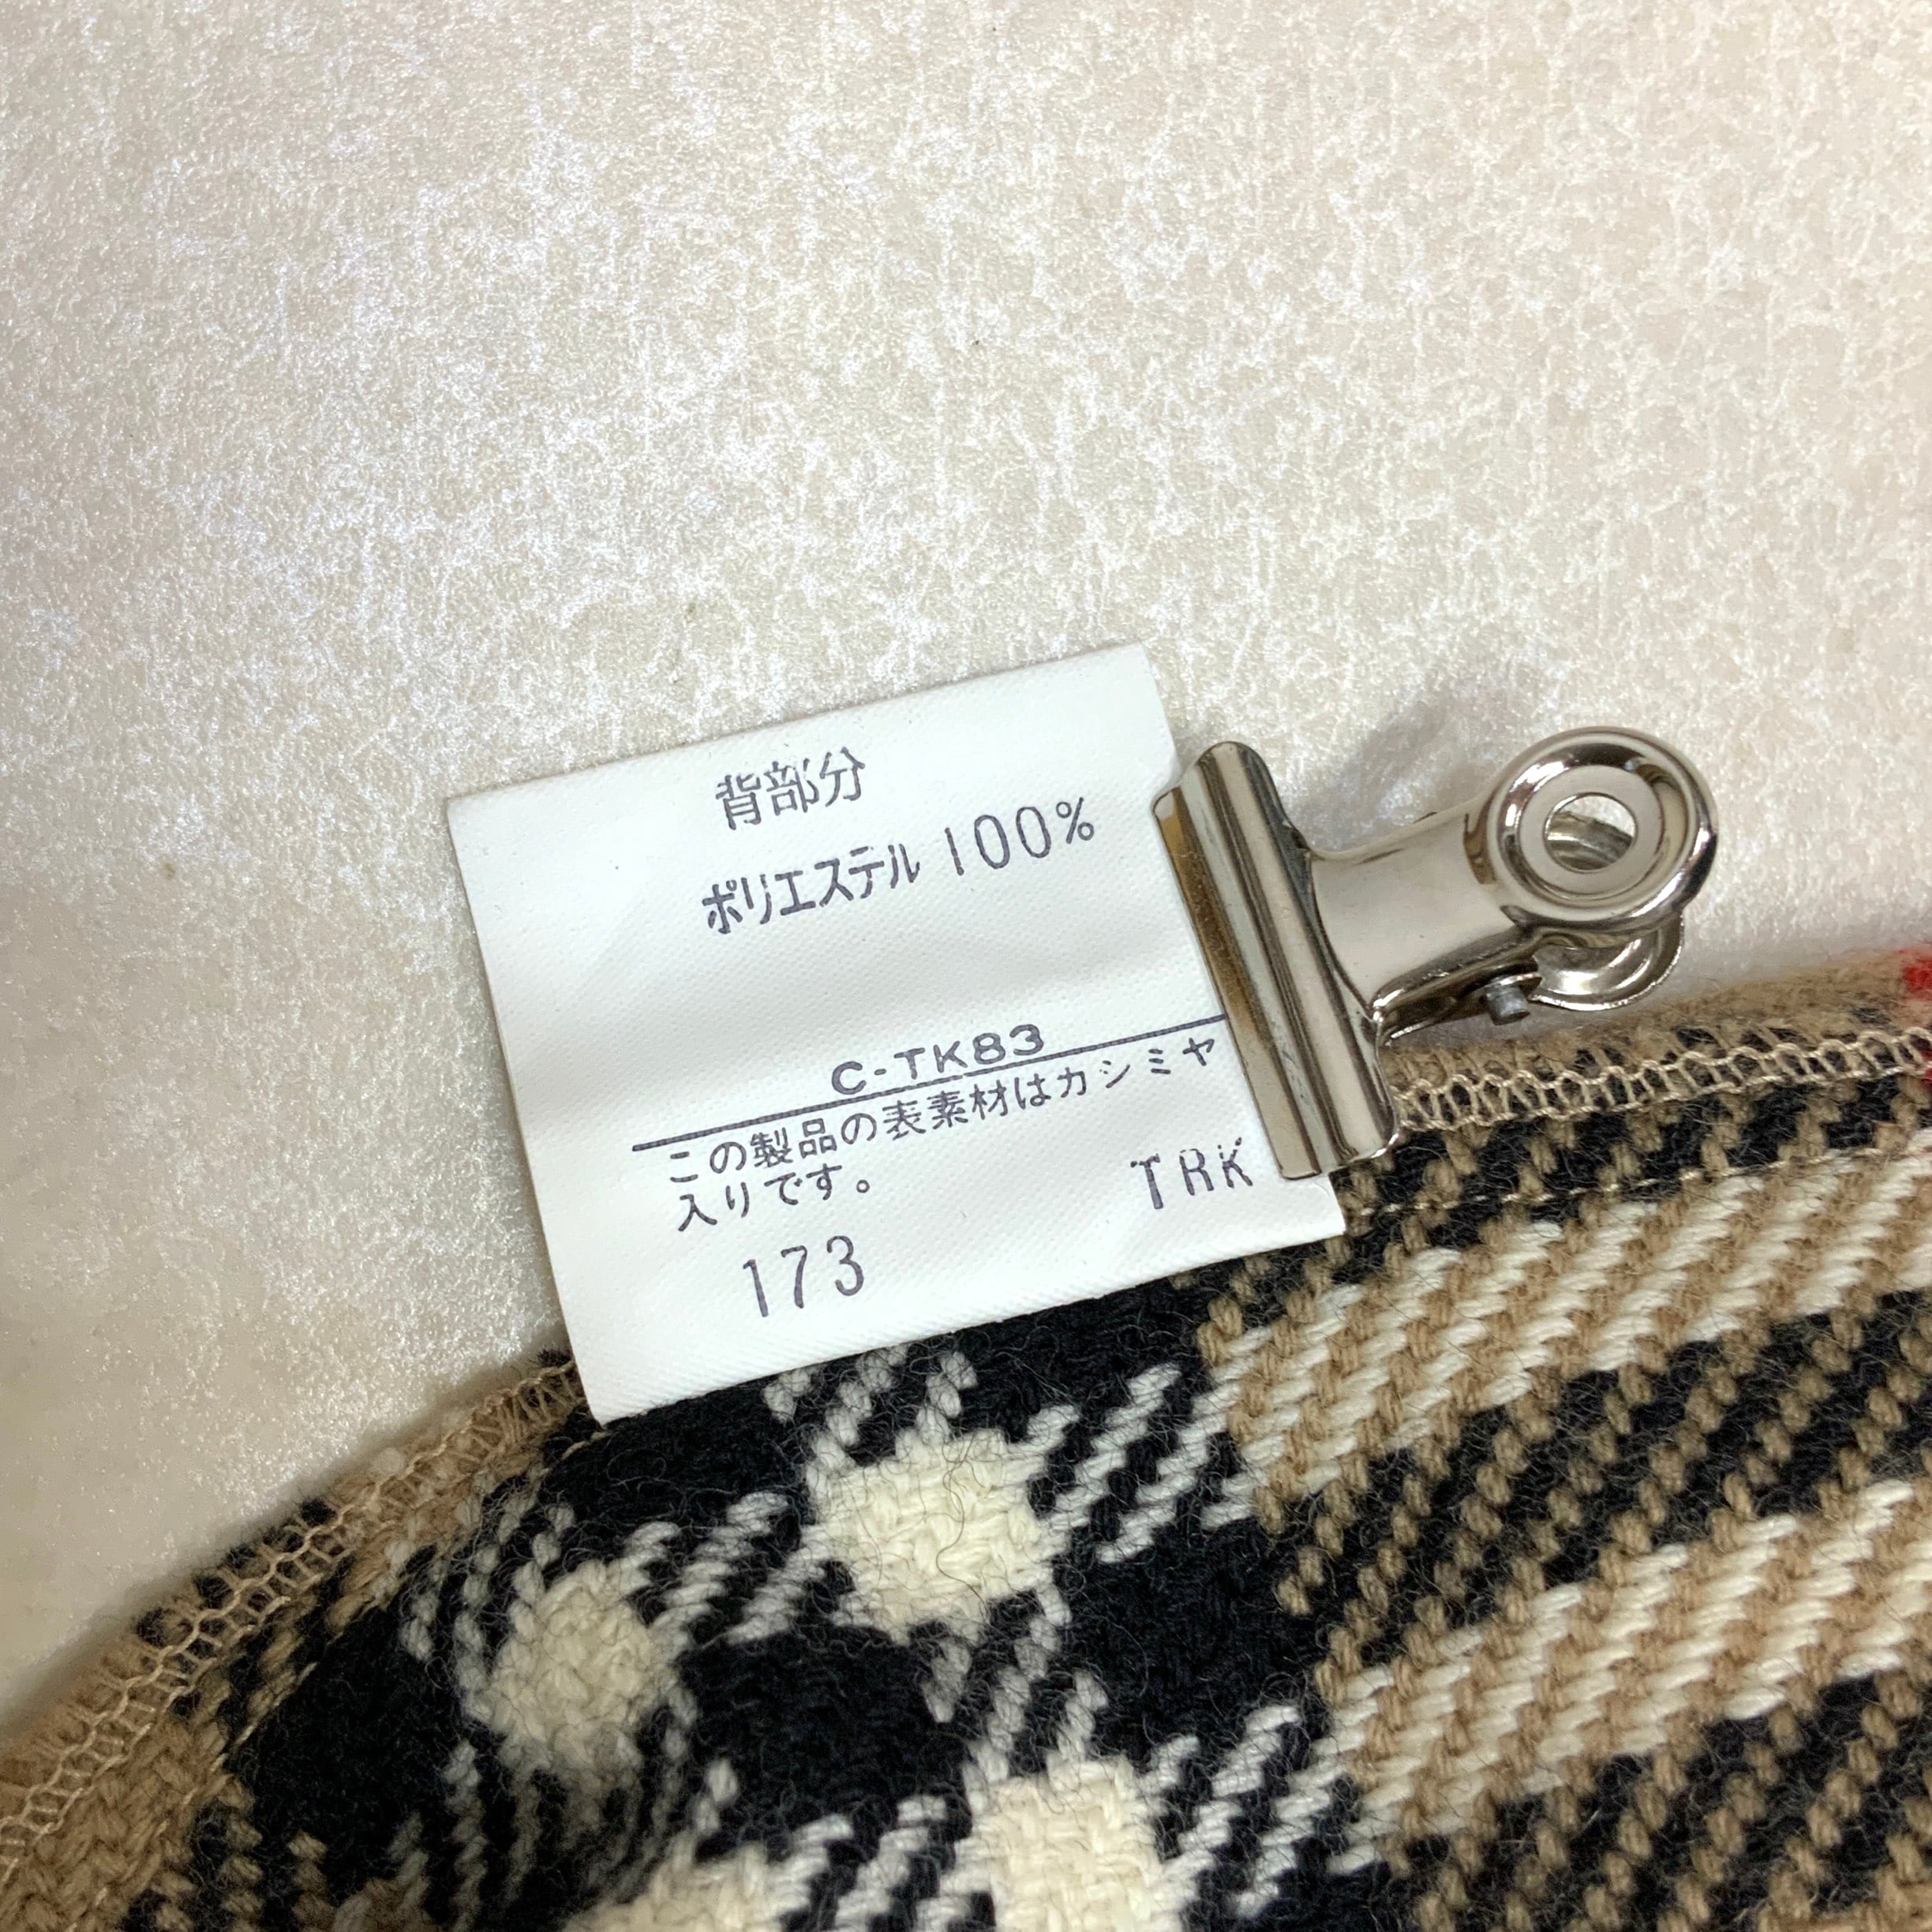 背部分
ポリエステル 100%
C-TK83
この製品の表素材はカシミヤ
入りです。
TRK
173